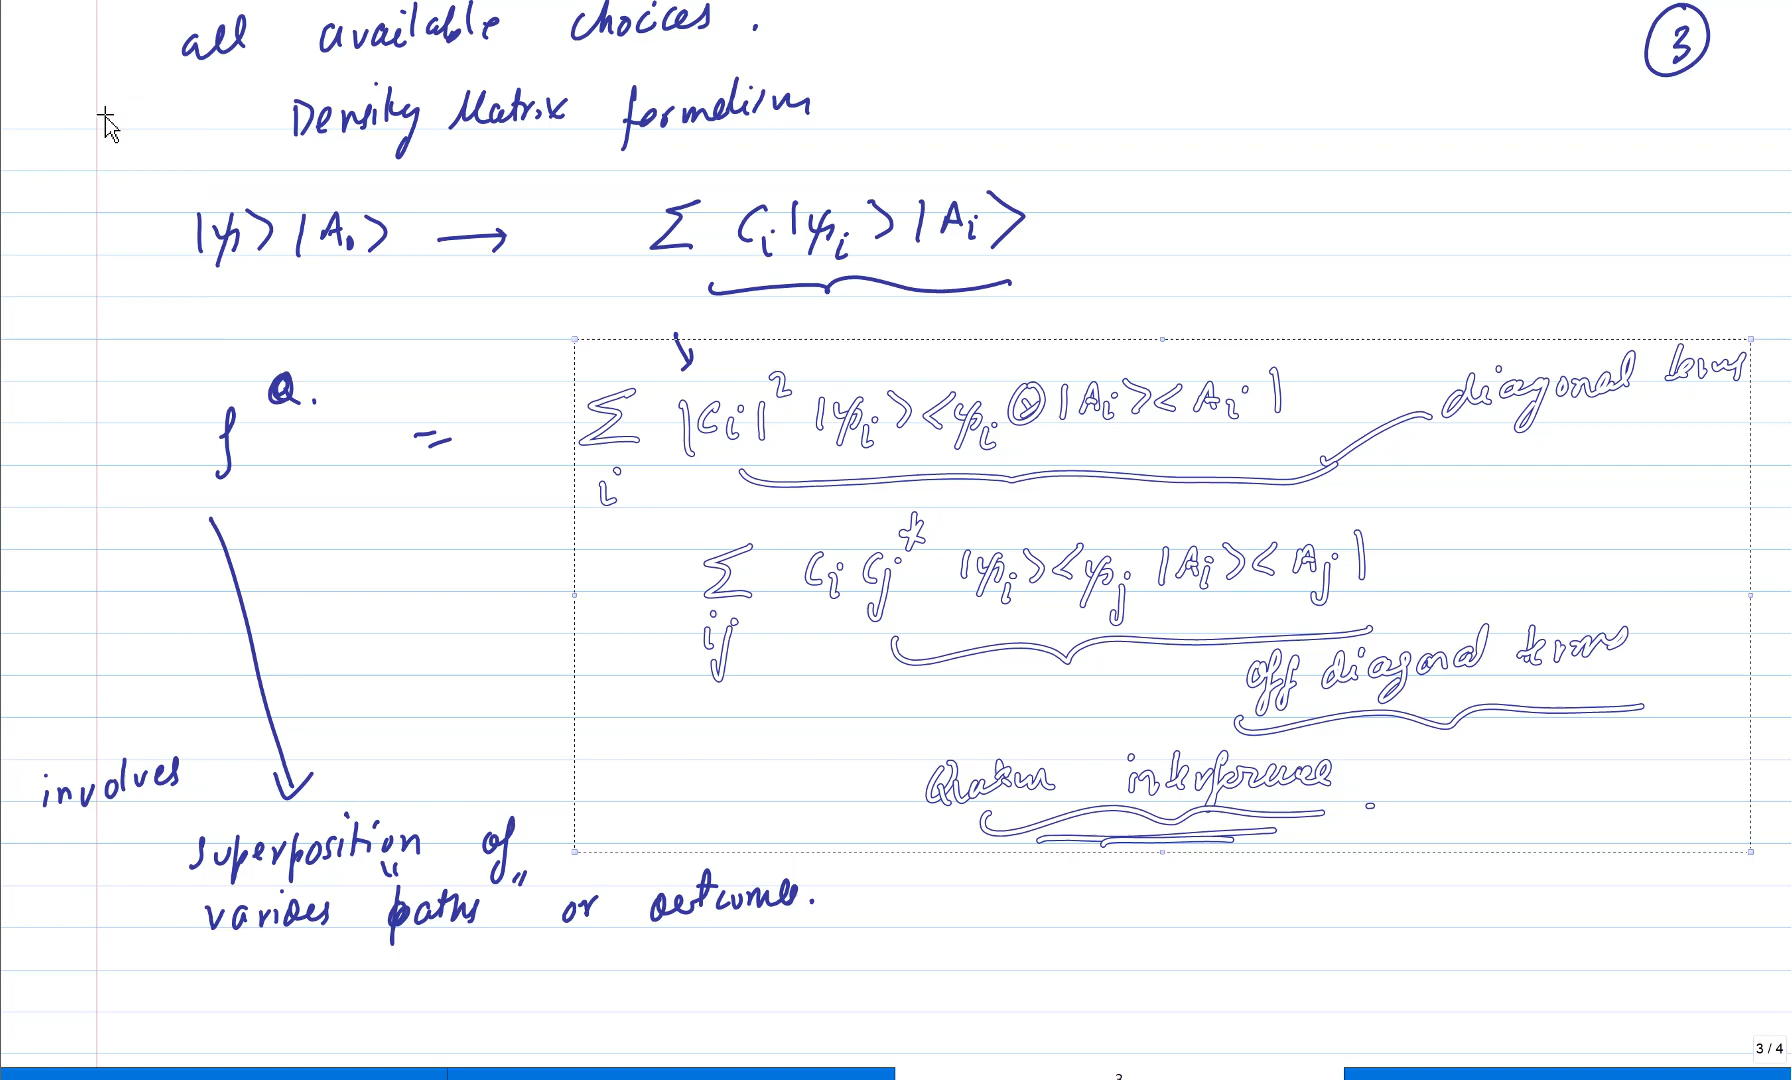 all available choices .
3
Density Matrix formalism
|ψ⟩ |A₀⟩ → Σ Cᵢ |ψᵢ⟩ |Aᵢ⟩
ρ^Q. = Σᵢ |Cᵢ|² |ψᵢ⟩ <ψᵢ ⊗ |Aᵢ⟩ < Aᵢ | diagonal terms
Σᵢⱼ Cᵢ Cⱼ* |ψᵢ⟩ < ψⱼ |Aᵢ⟩ < Aⱼ |
off diagonal terms
involves interference .
superposition of
various "paths" or outcomes.
3 / 4
3